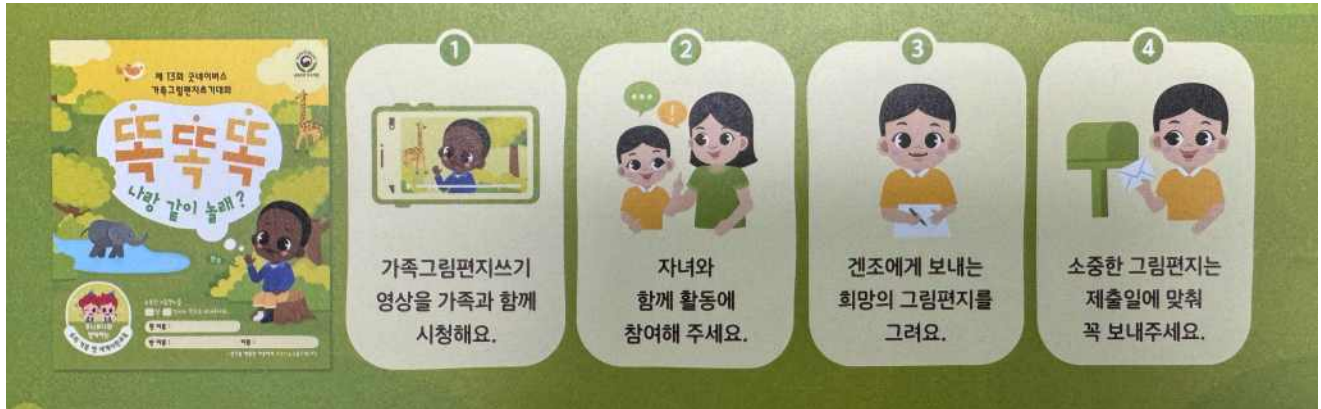 제 13회 굿네이버스
가족그림편지쓰기대회
똑똑똑
나랑 같이 놀래?
1
가족그림편지쓰기
영상을 가족과 함께
시청해요.
2
자녀와
함께 활동에
참여해 주세요.
3
겐조에게 보내는
희망의 그림편지를
그려요.
4
소중한 그림편지는
제출일에 맞춰
꼭 보내주세요.